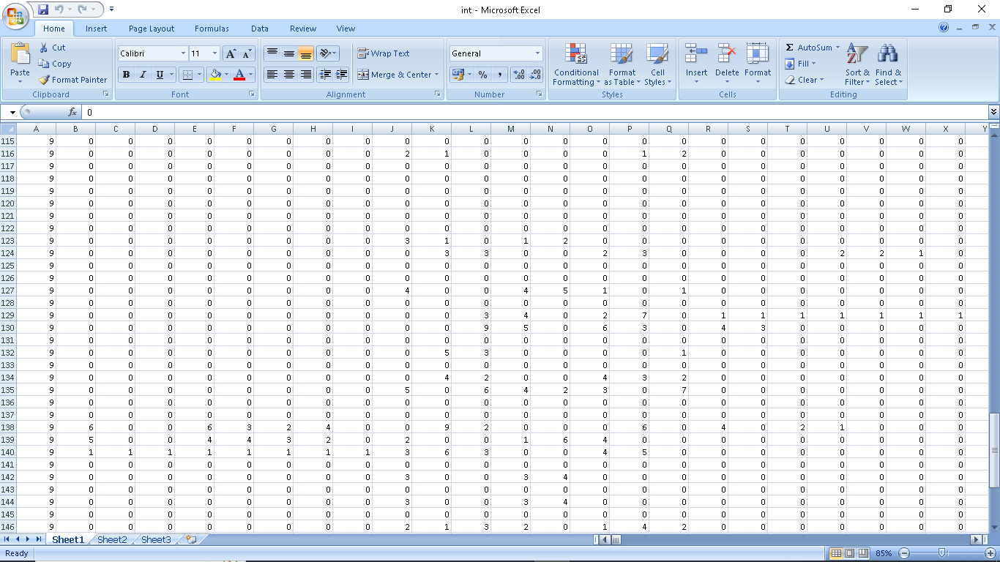 int - Microsoft Excel
Home Insert Page Layout Formulas Data Review View
Paste
Cut
Copy
Format Painter
Clipboard
Calibri 11
B I U
Font
Wrap Text
Merge & Center
Alignment
General
% ,
Number
Conditional Formatting
Format as Table
Cell Styles
Styles
Insert Delete Format
Cells
Σ AutoSum
Fill
Clear
Sort & Filter
Find & Select
Editing
fx 0
A B C D E F G H I J K L M N O P Q R S T U V W X Y
115 9 0 0 0 0 0 0 0 0 0 0 0 0 0 0 0 0 0 0 0 0 0 0 0
116 9 0 0 0 0 0 0 0 0 2 1 0 0 0 0 1 2 0 0 0 0 0 0 0
117 9 0 0 0 0 0 0 0 0 0 0 0 0 0 0 0 0 0 0 0 0 0 0 0
118 9 0 0 0 0 0 0 0 0 0 0 0 0 0 0 0 0 0 0 0 0 0 0 0
119 9 0 0 0 0 0 0 0 0 0 0 0 0 0 0 0 0 0 0 0 0 0 0 0
120 9 0 0 0 0 0 0 0 0 0 0 0 0 0 0 0 0 0 0 0 0 0 0 0
121 9 0 0 0 0 0 0 0 0 0 0 0 0 0 0 0 0 0 0 0 0 0 0 0
122 9 0 0 0 0 0 0 0 0 0 0 0 0 0 0 0 0 0 0 0 0 0 0 0
123 9 0 0 0 0 0 0 0 0 3 1 0 1 2 0 0 0 0 0 0 0 0 0 0
124 9 0 0 0 0 0 0 0 0 0 3 3 0 0 2 3 0 0 0 0 2 2 1 0
125 9 0 0 0 0 0 0 0 0 0 0 0 0 0 0 0 0 0 0 0 0 0 0 0
126 9 0 0 0 0 0 0 0 0 0 0 0 0 0 0 0 0 0 0 0 0 0 0 0
127 9 0 0 0 0 0 0 0 0 4 0 0 4 5 1 0 1 0 0 0 0 0 0 0
128 9 0 0 0 0 0 0 0 0 0 0 0 0 0 0 0 0 0 0 0 0 0 0 0
129 9 0 0 0 0 0 0 0 0 0 0 3 4 0 2 7 0 1 1 1 1 1 1 1
130 9 0 0 0 0 0 0 0 0 0 0 9 5 0 6 3 0 4 3 0 0 0 0 0
131 9 0 0 0 0 0 0 0 0 0 0 0 0 0 0 0 0 0 0 0 0 0 0 0
132 9 0 0 0 0 0 0 0 0 0 5 3 0 0 0 0 1 0 0 0 0 0 0 0
133 9 0 0 0 0 0 0 0 0 0 0 0 0 0 0 0 0 0 0 0 0 0 0 0
134 9 0 0 0 0 0 0 0 0 0 4 2 0 0 4 3 2 0 0 0 0 0 0 0
135 9 0 0 0 0 0 0 0 0 5 0 6 4 2 3 0 7 0 0 0 0 0 0 0
136 9 0 0 0 0 0 0 0 0 0 0 0 0 0 0 0 0 0 0 0 0 0 0 0
137 9 0 0 0 0 0 0 0 0 0 0 0 0 0 0 0 0 0 0 0 0 0 0 0
138 9 6 0 0 6 3 2 4 0 0 9 2 0 0 0 6 0 4 0 2 1 0 0 0
139 9 5 0 0 4 4 3 2 0 2 0 0 1 6 4 0 0 0 0 0 0 0 0 0
140 9 1 1 1 1 1 1 1 1 3 6 3 0 0 4 5 0 0 0 0 0 0 0 0
141 9 0 0 0 0 0 0 0 0 0 0 0 0 0 0 0 0 0 0 0 0 0 0 0
142 9 0 0 0 0 0 0 0 0 3 0 0 3 4 0 0 0 0 0 0 0 0 0 0
143 9 0 0 0 0 0 0 0 0 0 0 0 0 0 0 0 0 0 0 0 0 0 0 0
144 9 0 0 0 0 0 0 0 0 3 0 0 3 4 0 0 0 0 0 0 0 0 0 0
145 9 0 0 0 0 0 0 0 0 0 0 0 0 0 0 0 0 0 0 0 0 0 0 0
146 9 0 0 0 0 0 0 0 0 2 1 3 2 0 1 4 2 0 0 0 0 0 0 0
Sheet1 Sheet2 Sheet3
Ready 85%